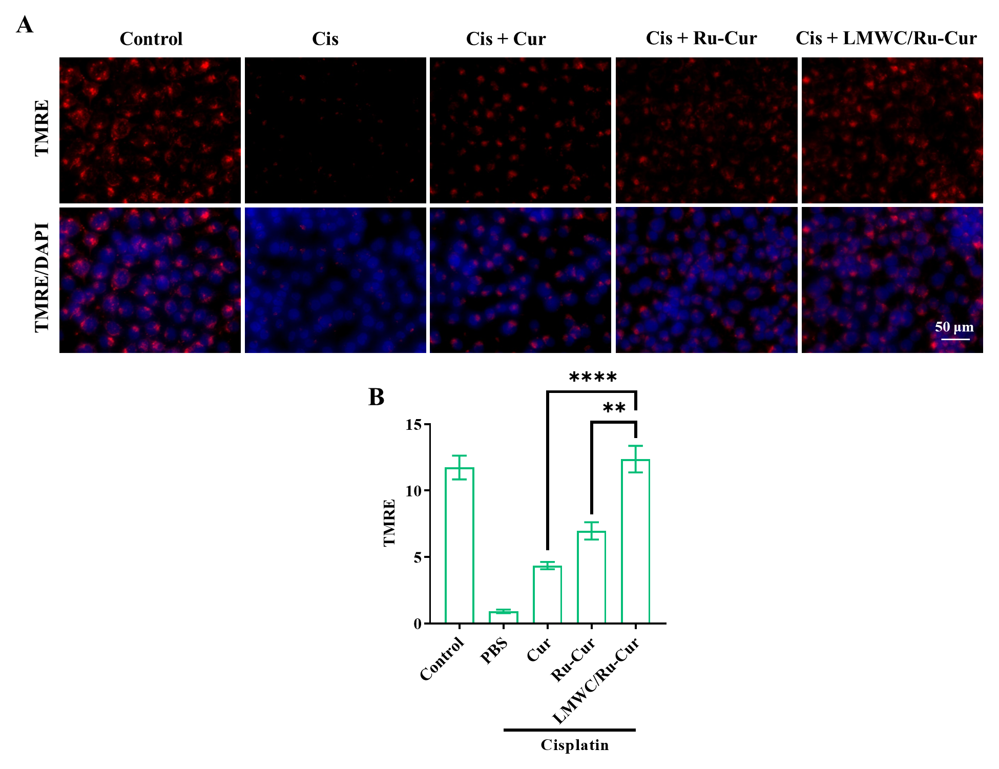 A
Control
Cis
Cis + Cur
Cis + Ru-Cur
Cis + LMWC/Ru-Cur
TMRE
TMRE/DAPI
50 µm
B
****
**
15
10
5
0
TMRE
Control
PBS
Cur
Ru-Cur
LMWC/Ru-Cur
Cisplatin